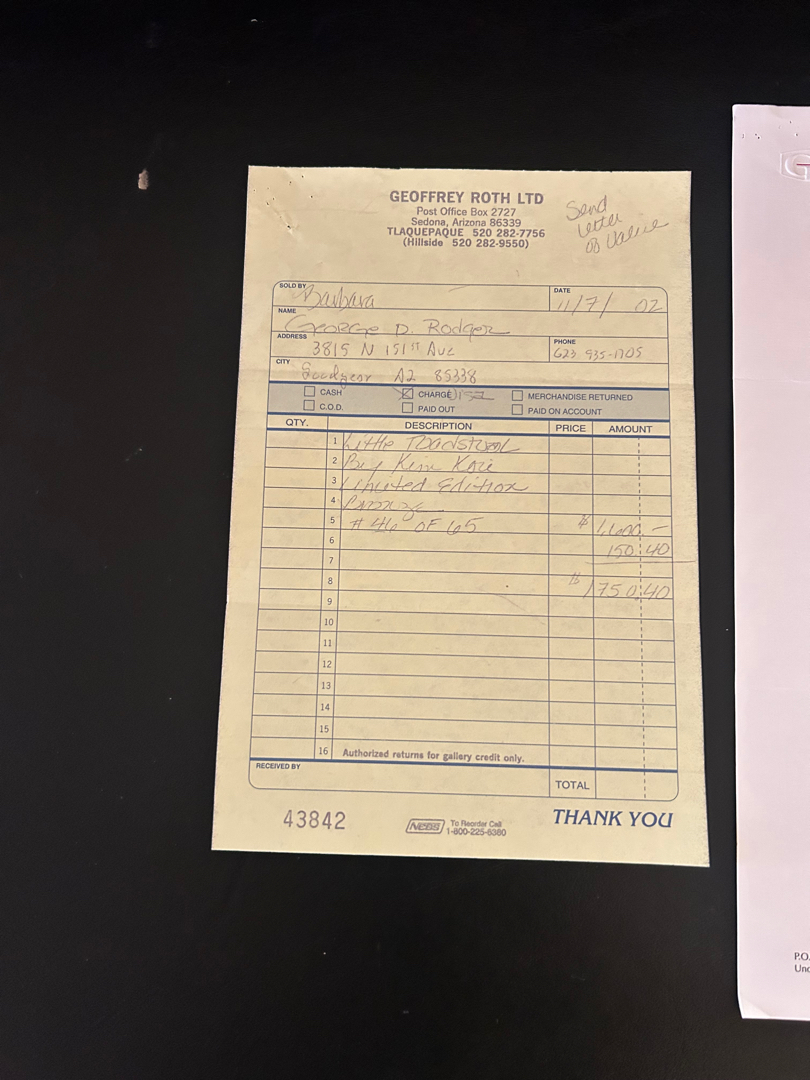 GEOFFREY ROTH LTD
Post Office Box 2727
Sedona, Arizona 86339
TLAQUEPAQUE 520 282-7756
(Hillside 520 282-9550)
Send
Letter
of Value
SOLD BY
Barbara
DATE
11/7/02
NAME
George D. Rodger
ADDRESS
3815 N 151ST Ave
PHONE
623 935-1705
CITY
Goodyear AZ 85338
CASH
CHARGE Visa
MERCHANDISE RETURNED
C.O.D.
PAID OUT
PAID ON ACCOUNT
QTY. DESCRIPTION PRICE AMOUNT
1 Little Toadstool
2 By Kim Kori
3 Limited Edition
4 Bronze
5 #46 OF 65 $ 1,600.-
6 150.40
7
8 $ 1750.40
9
10
11
12
13
14
15
16 Authorized returns for gallery credit only.
RECEIVED BY
TOTAL
43842
NEBS To Reorder Call
1-800-225-6380
THANK YOU
P.O.